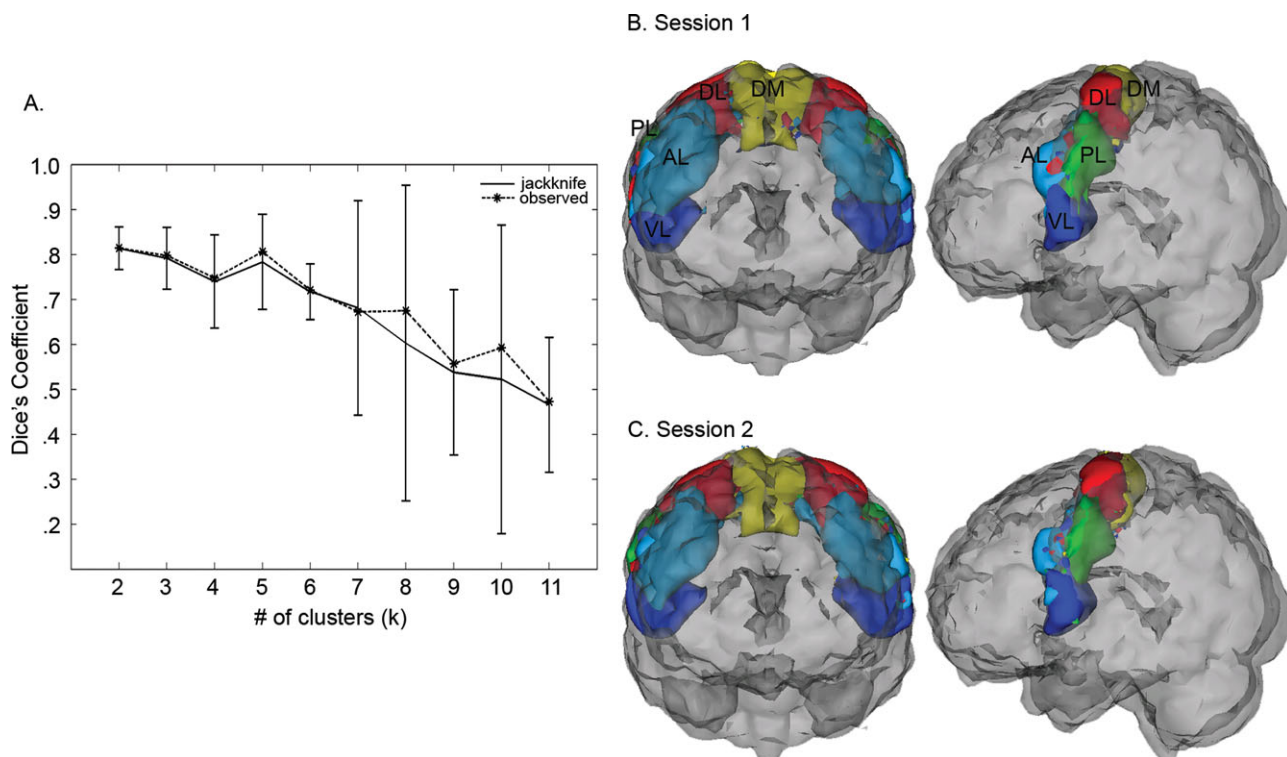 A.
1.0
.9
.8
.7
.6
.5
.4
.3
.2
Dice's Coefficient
2 3 4 5 6 7 8 9 10 11
# of clusters (k)
jackknife
observed
B. Session 1
DL DM
PL
AL
VL
DL DM
AL PL
VL
C. Session 2